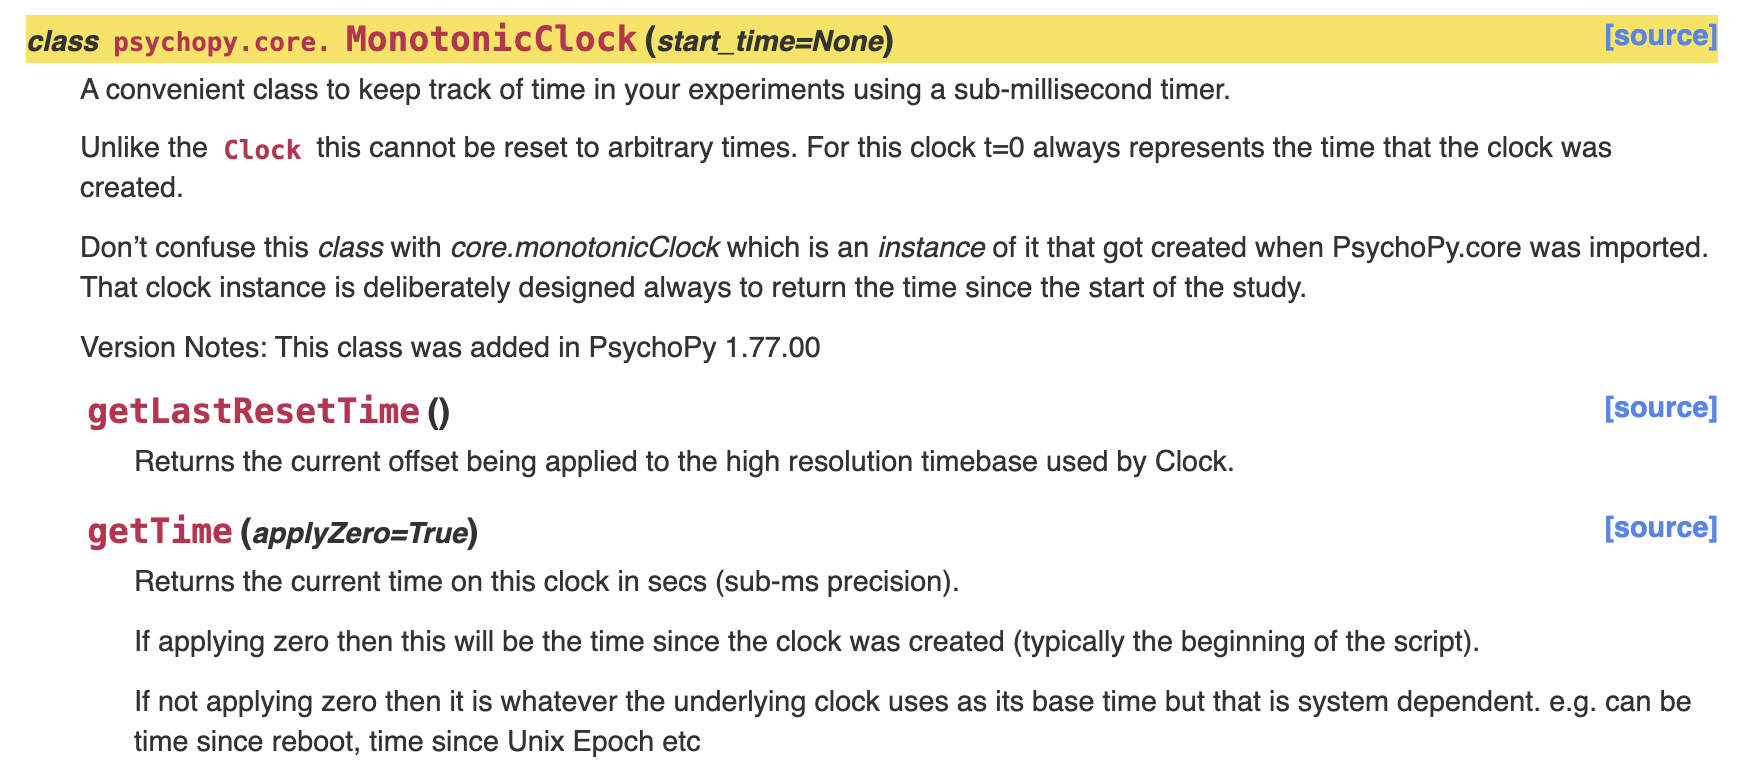 class psychopy.core. MonotonicClock(start_time=None) [source]
A convenient class to keep track of time in your experiments using a sub-millisecond timer.
Unlike the Clock this cannot be reset to arbitrary times. For this clock t=0 always represents the time that the clock was
created.
Don’t confuse this class with core.monotonicClock which is an instance of it that got created when PsychoPy.core was imported.
That clock instance is deliberately designed always to return the time since the start of the study.
Version Notes: This class was added in PsychoPy 1.77.00
getLastResetTime() [source]
Returns the current offset being applied to the high resolution timebase used by Clock.
getTime(applyZero=True) [source]
Returns the current time on this clock in secs (sub-ms precision).
If applying zero then this will be the time since the clock was created (typically the beginning of the script).
If not applying zero then it is whatever the underlying clock uses as its base time but that is system dependent. e.g. can be
time since reboot, time since Unix Epoch etc